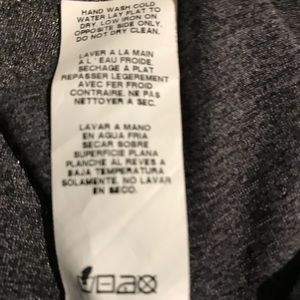 HAND WASH COLD
WATER LAY FLAT TO
DRY. LOW IRON ON
OPPOSITE SIDE ONLY.
DO NOT DRY CLEAN.
LAVER A LA MAIN
A L ' EAU FROIDE.
SECHAGE A PLAT
REPASSER LEGEREMENT
AVEC FER FROID
CONTRAIRE. NE PAS
NETTOYER A SEC.
LAVAR A MANO
EN AGUA FRIA
SECAR SOBRE
SUPERFICIE PLANA
PLANCHE AL REVES A
BAJA TEMPERATURA
SOLAMENTE. NO LAVAR
EN SECO.